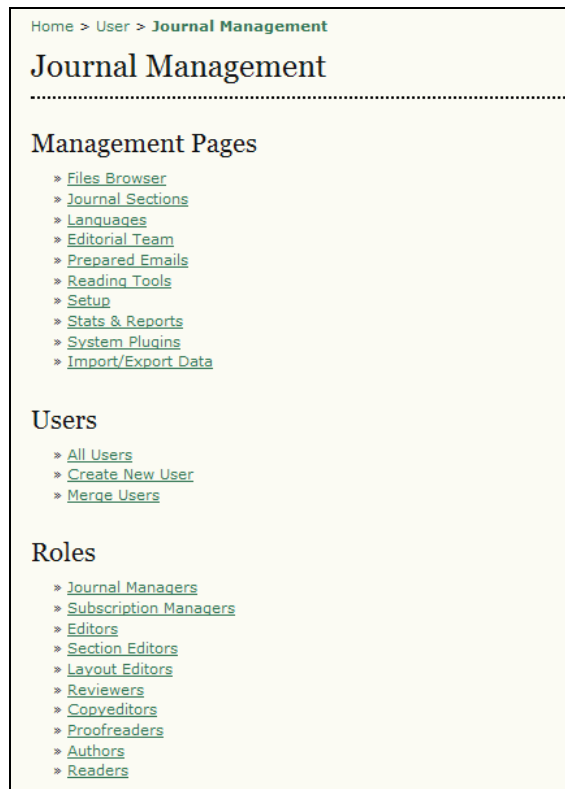 Home > User > Journal Management
Journal Management
Management Pages
» Files Browser
» Journal Sections
» Languages
» Editorial Team
» Prepared Emails
» Reading Tools
» Setup
» Stats & Reports
» System Plugins
» Import/Export Data
Users
» All Users
» Create New User
» Merge Users
Roles
» Journal Managers
» Subscription Managers
» Editors
» Section Editors
» Layout Editors
» Reviewers
» Copyeditors
» Proofreaders
» Authors
» Readers